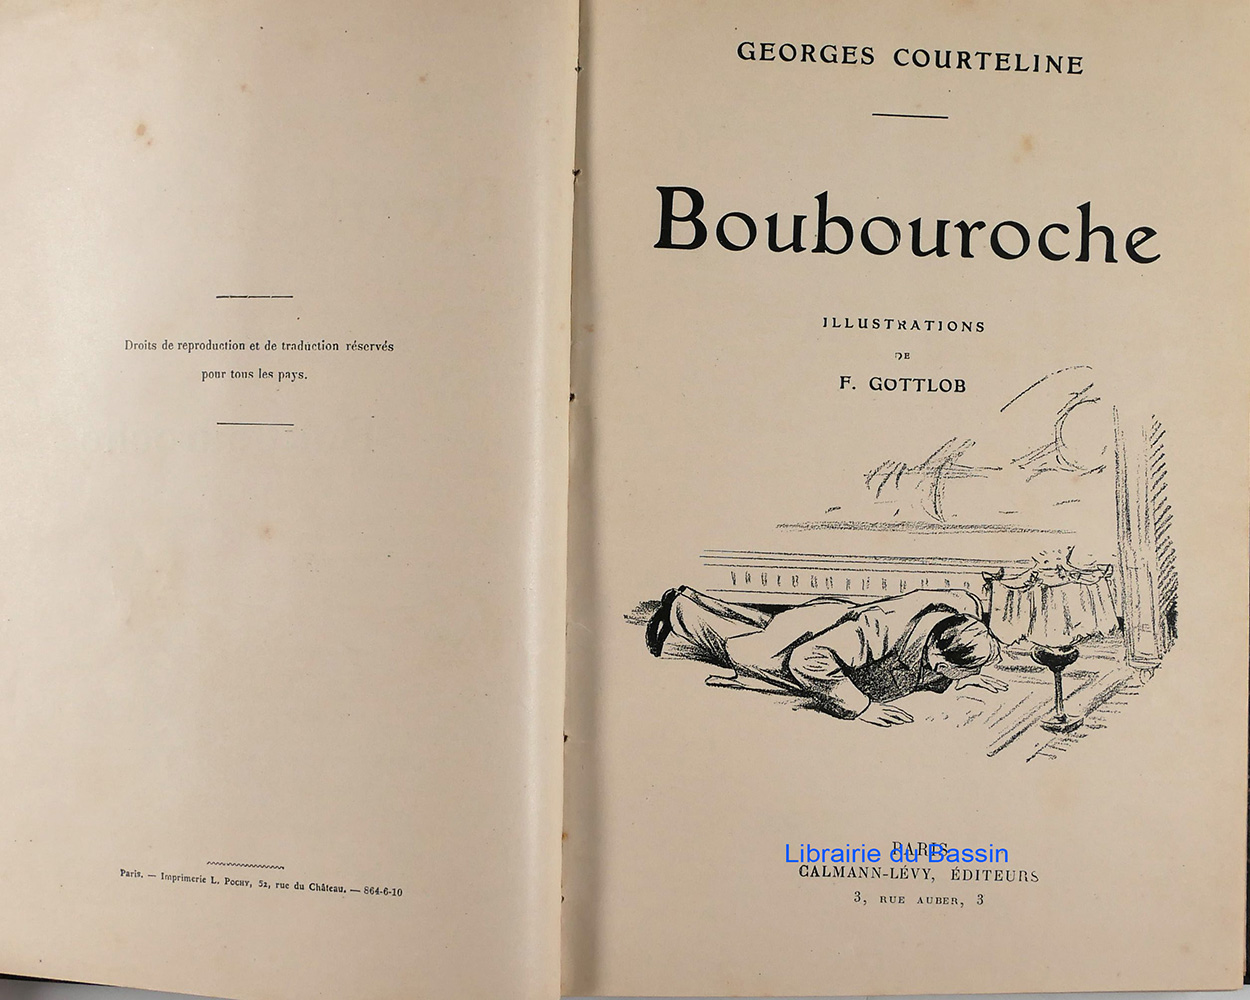 Droits de reproduction et de traduction réservés
pour tous les pays.
Paris. — Imprimerie L. POCHY, 52, rue du Château. — 864-6-10
GEORGES COURTELINE
Boubouroche
ILLUSTRATIONS
DE
F. GOTTLOB
PARIS
Librairie du Bassin
CALMANN-LÉVY, ÉDITEURS
3, RUE AUBER, 3